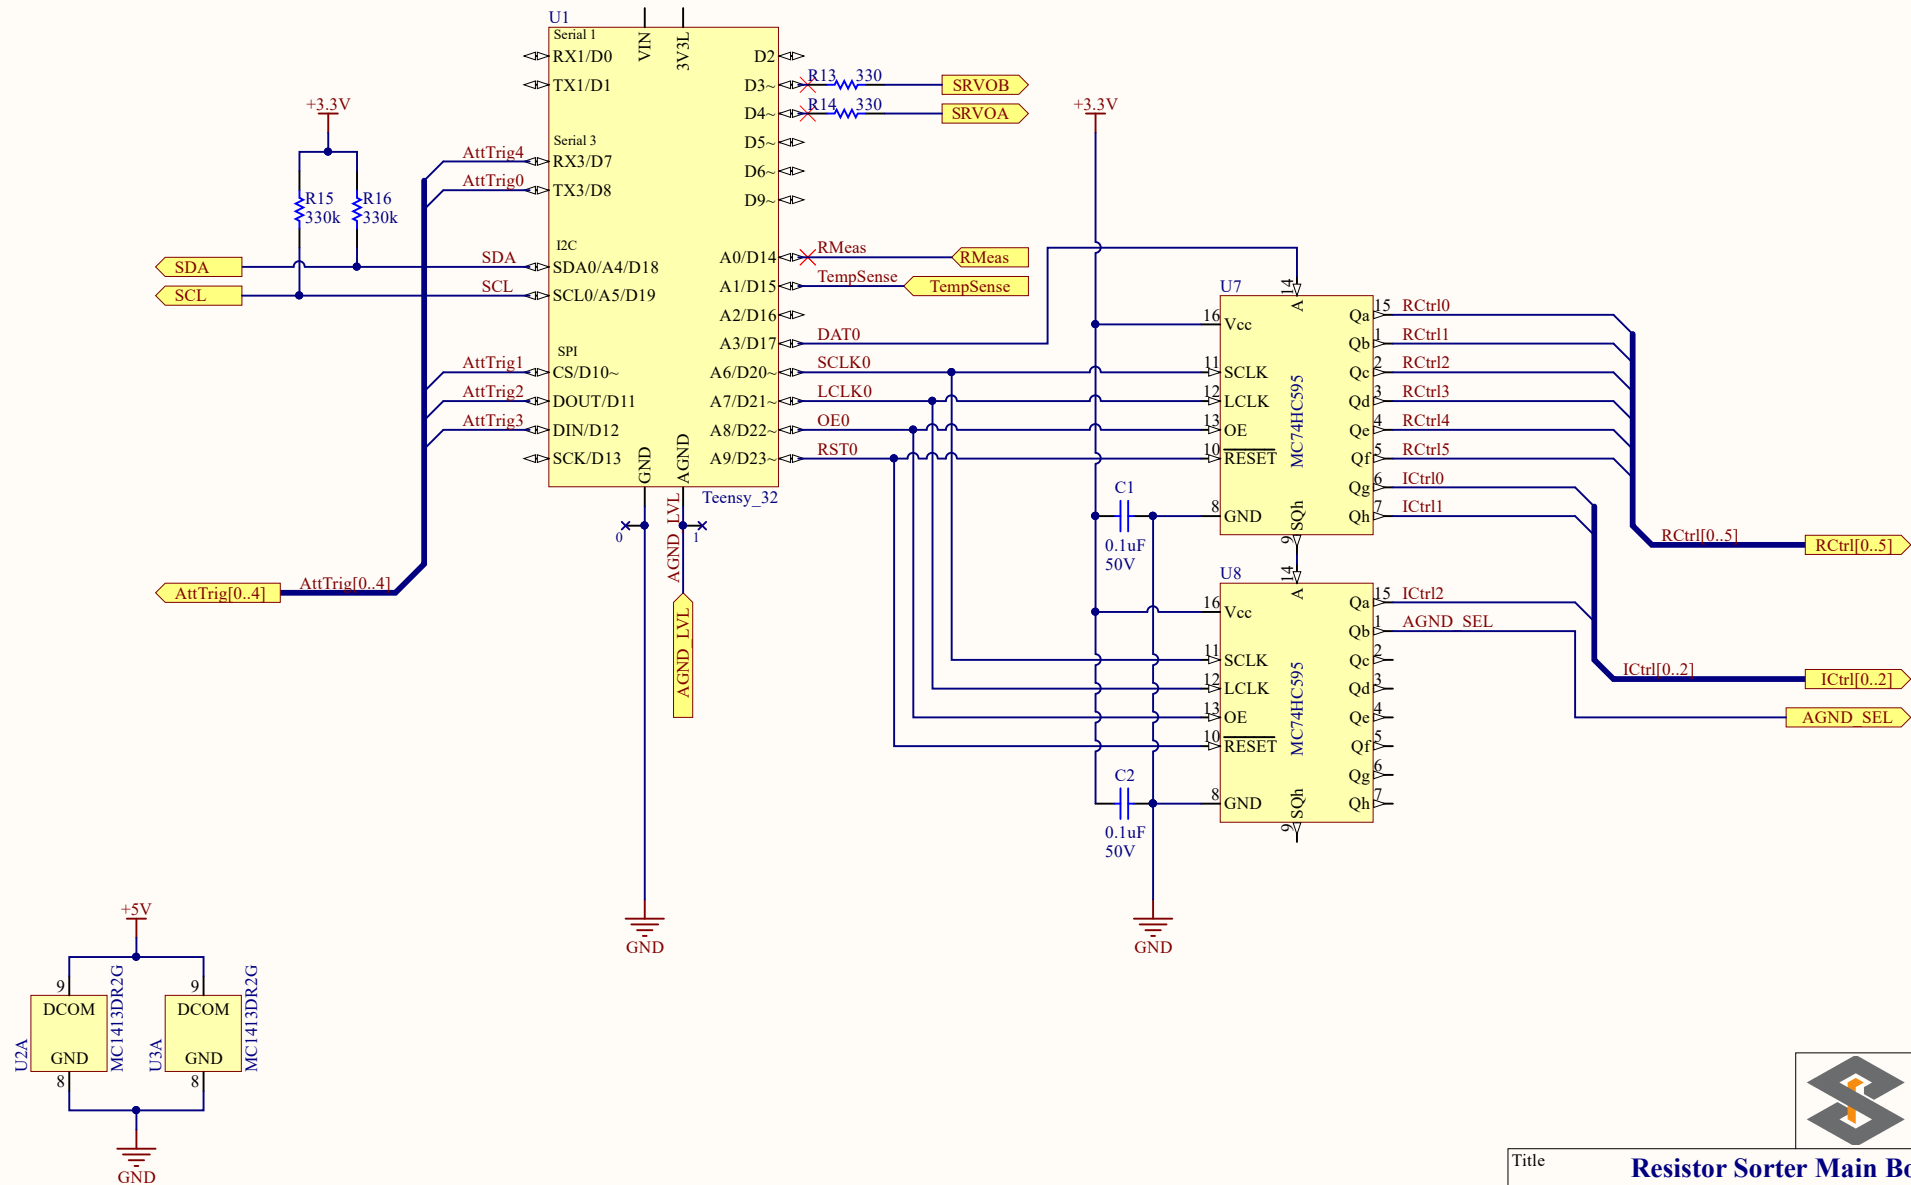 U1
Serial 1
VIN
3V3L
RX1/D0
TX1/D1
Serial 3
RX3/D7
TX3/D8
I2C
SDA0/A4/D18
SCL0/A5/D19
SPI
CS/D10~
DOUT/D11
DIN/D12
SCK/D13
GND
AGND
D2
D3~
D4~
D5~
D6~
D9~
A0/D14
A1/D15
A2/D16
A3/D17
A6/D20~
A7/D21~
A8/D22~
A9/D23~
Teensy_32
+3.3V
R15
330k
R16
330k
SDA
SCL
SDA
SCL
AttTrig4
AttTrig0
AttTrig1
AttTrig2
AttTrig3
AttTrig[0..4]
AttTrig[0..4]
0
1
AGND_LVL
AGND_LVL
GND
R13 330
SRVOB
R14 330
SRVOA
RMeas
RMeas
TempSense
TempSense
DAT0
SCLK0
LCLK0
OE0
RST0
+3.3V
C1
0.1uF
50V
C2
0.1uF
50V
GND
U7
14
A
16 Vcc
11 SCLK
12 LCLK
13 OE
10 RESET
8 GND
MC74HC595
SQh
9
Qa 15 RCtrl0
Qb 1 RCtrl1
Qc 2 RCtrl2
Qd 3 RCtrl3
Qe 4 RCtrl4
Qf 5 RCtrl5
Qg 6 ICtrl0
Qh 7 ICtrl1
RCtrl[0..5]
RCtrl[0..5]
U8
14
A
16 Vcc
11 SCLK
12 LCLK
13 OE
10 RESET
8 GND
MC74HC595
SQh
9
Qa 15 ICtrl2
Qb 1 AGND_SEL
Qc 2
Qd 3
Qe 4
Qf 5
Qg 6
Qh 7
ICtrl[0..2]
ICtrl[0..2]
AGND_SEL
+5V
9
DCOM
GND
8
U2A
MC1413DR2G
9
DCOM
GND
8
U3A
MC1413DR2G
GND
Title
Resistor Sorter Main Bo